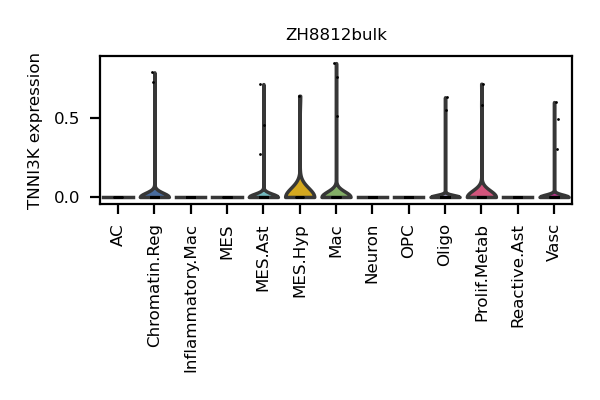 ZH8812bulk
TNNI3K expression
0.5
0.0
AC
Chromatin.Reg
Inflammatory.Mac
MES
MES.Ast
MES.Hyp
Mac
Neuron
OPC
Oligo
Prolif.Metab
Reactive.Ast
Vasc